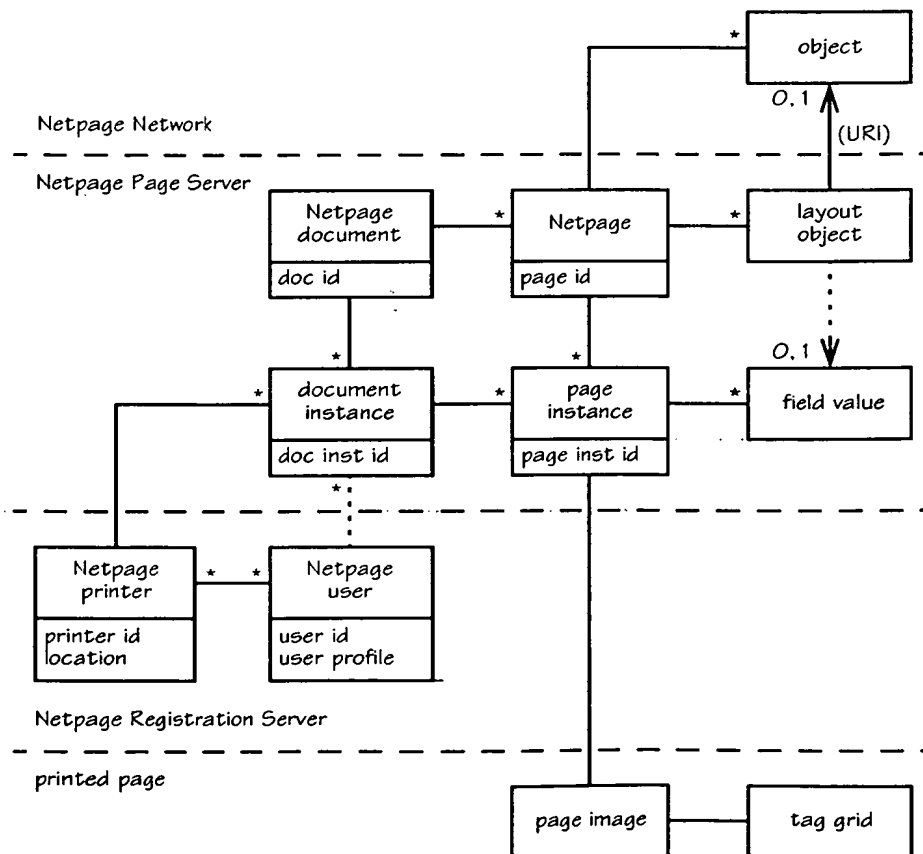 *
object
O, 1
(URI)
Netpage Network
Netpage Page Server
Netpage
document
doc id
*
Netpage
page id
*
layout
object
*
*
O, 1
*
document
instance
doc inst id
*
page
instance
page inst id
*
field value
*
Netpage
printer
printer id
location
*
*
Netpage
user
user id
user profile
Netpage Registration Server
printed page
page image
tag grid